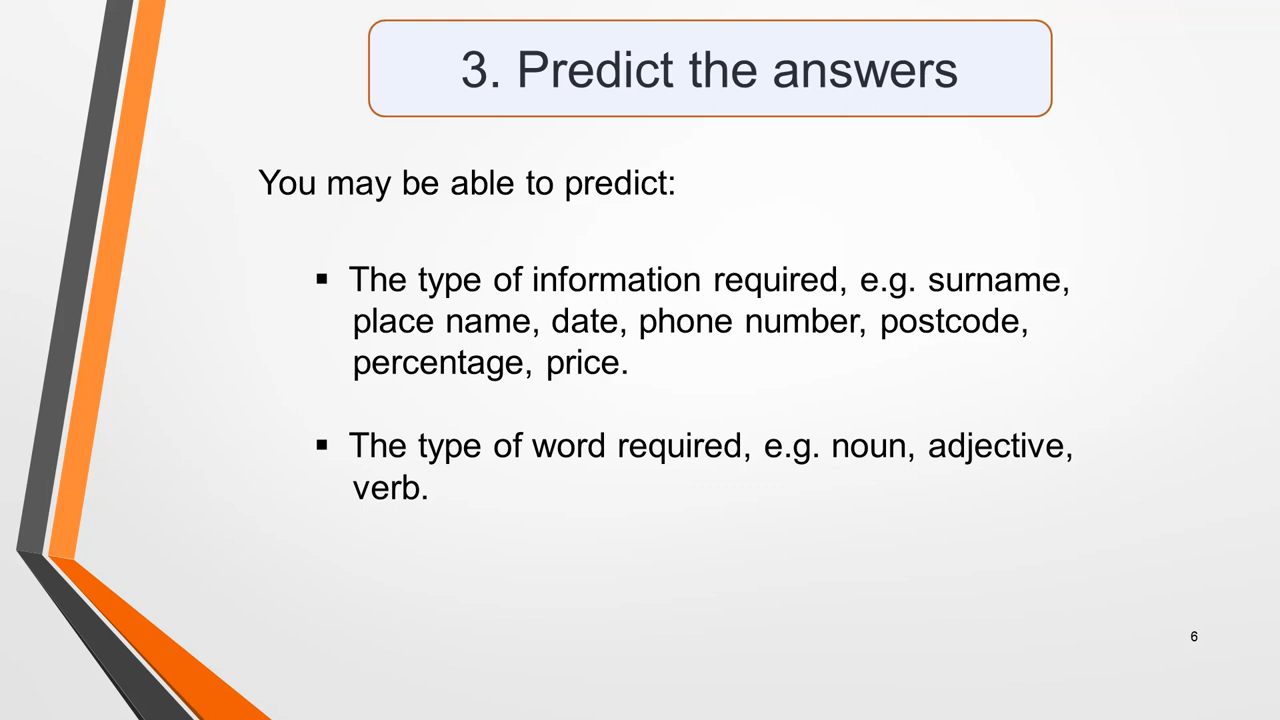 3. Predict the answers
You may be able to predict:
▪ The type of information required, e.g. surname,
place name, date, phone number, postcode,
percentage, price.
▪ The type of word required, e.g. noun, adjective,
verb.
6